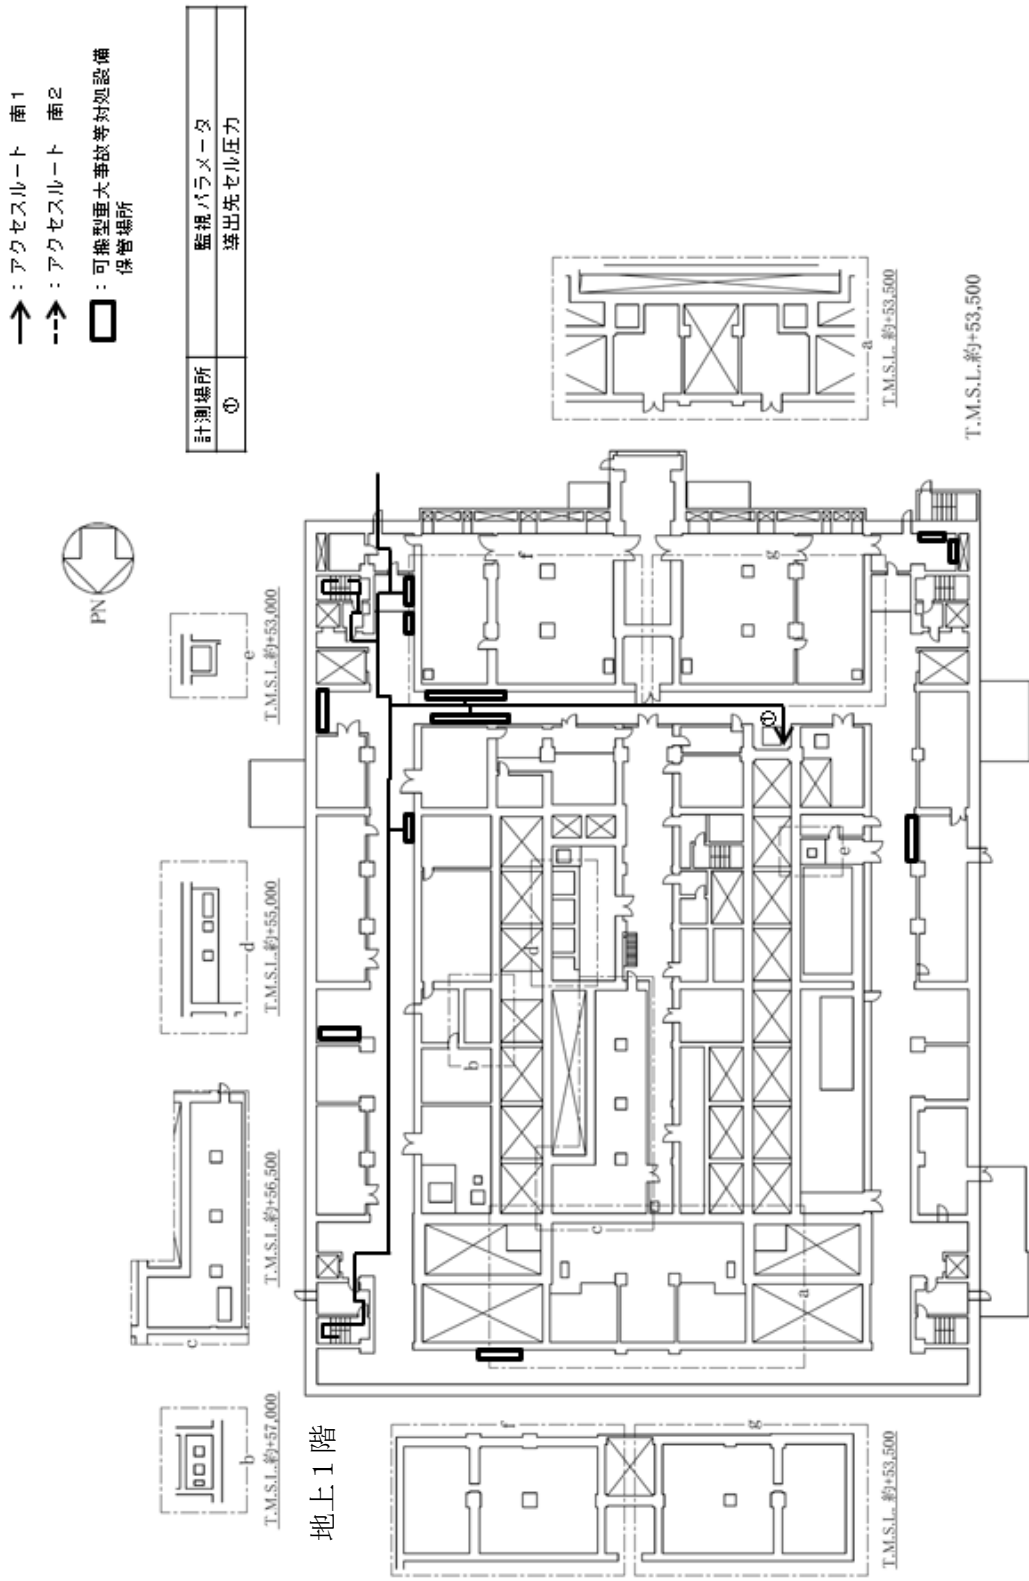 ：アクセスルート　南１
：アクセスルート　南２
：可搬型重大事故等対処設備
保管場所
計測場所　監視パラメータ
①　導出先セル圧力
PN
e
T.M.S.L.約+53,000
d
T.M.S.L.約+55,000
c
T.M.S.L.約+56,500
b
T.M.S.L.約+57,000
地上１階
a
T.M.S.L. 約+53,500
T.M.S.L.約+53,500
f
g
①
e
d
b
c
a
f
g
T.M.S.L. 約+53,500